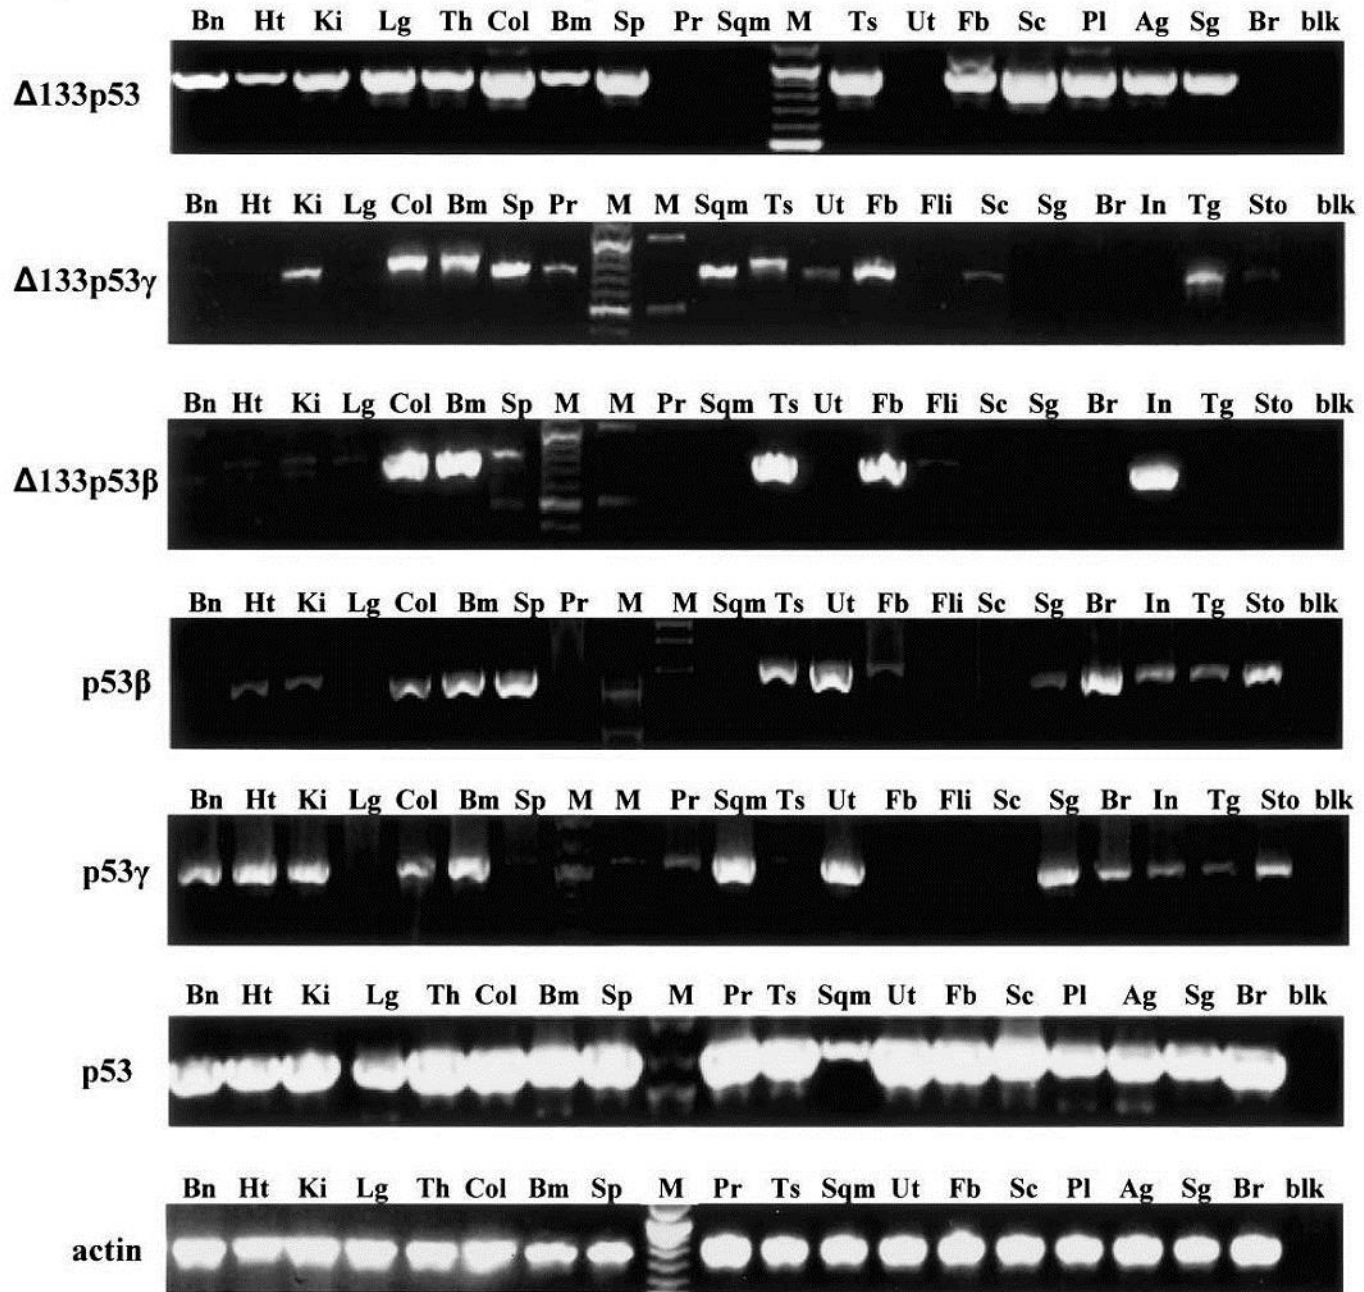 Bn Ht Ki Lg Th Col Bm Sp Pr Sqm M Ts Ut Fb Sc Pl Ag Sg Br blk
Δ133p53
Bn Ht Ki Lg Col Bm Sp Pr M M Sqm Ts Ut Fb Fli Sc Sg Br In Tg Sto blk
Δ133p53γ
Bn Ht Ki Lg Col Bm Sp M M Pr Sqm Ts Ut Fb Fli Sc Sg Br In Tg Sto blk
Δ133p53β
Bn Ht Ki Lg Col Bm Sp Pr M M Sqm Ts Ut Fb Fli Sc Sg Br In Tg Sto blk
p53β
Bn Ht Ki Lg Col Bm Sp M M Pr Sqm Ts Ut Fb Fli Sc Sg Br In Tg Sto blk
p53γ
Bn Ht Ki Lg Th Col Bm Sp M Pr Ts Sqm Ut Fb Sc Pl Ag Sg Br blk
p53
Bn Ht Ki Lg Th Col Bm Sp M Pr Ts Sqm Ut Fb Sc Pl Ag Sg Br blk
actin